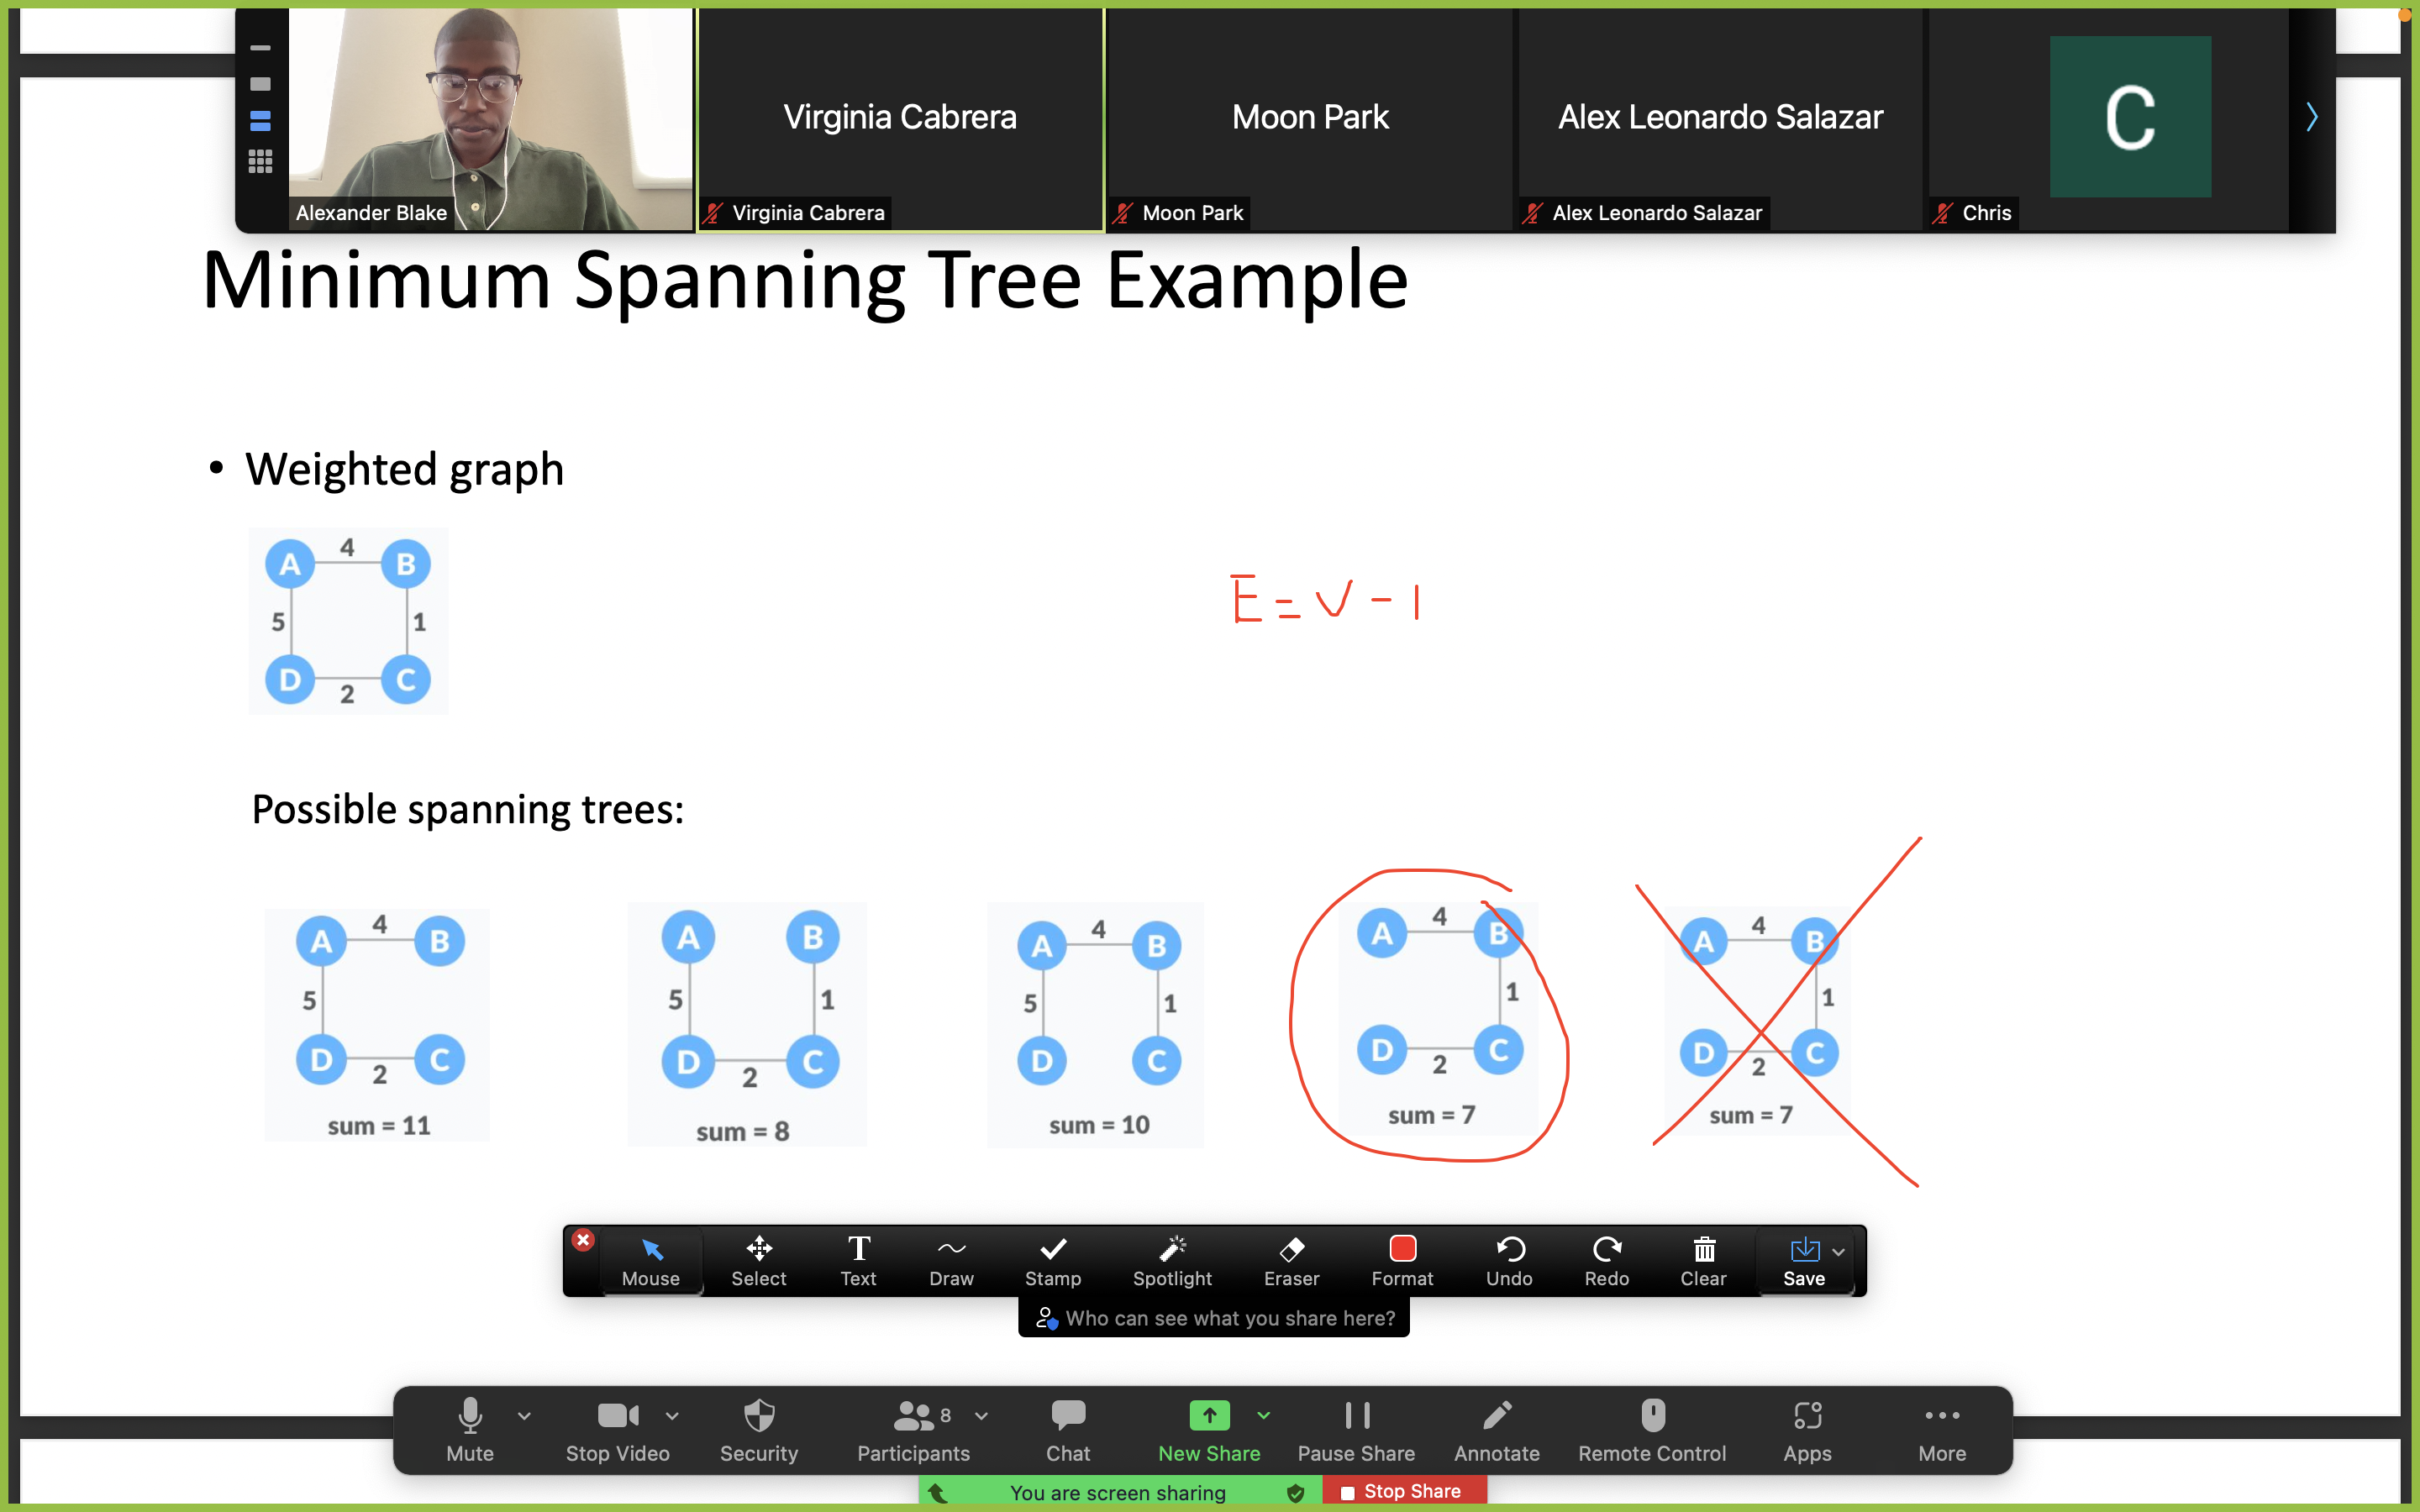 Virginia Cabrera
Moon Park
Alex Leonardo Salazar
C
Alexander Blake
Virginia Cabrera
Moon Park
Alex Leonardo Salazar
Chris
Minimum Spanning Tree Example
• Weighted graph
A 4 B
5 1
D 2 C
E = V - 1
Possible spanning trees:
A 4 B
5
D 2 C
sum = 11
A B
5 1
D 2 C
sum = 8
A 4 B
5 1
D C
sum = 10
A 4 B
1
D 2 C
sum = 7
A 4 B
1
D 2 C
sum = 7
Mouse Select Text Draw Stamp Spotlight Eraser Format Undo Redo Clear Save
Who can see what you share here?
8
Mute Stop Video Security Participants Chat New Share Pause Share Annotate Remote Control Apps More
You are screen sharing Stop Share